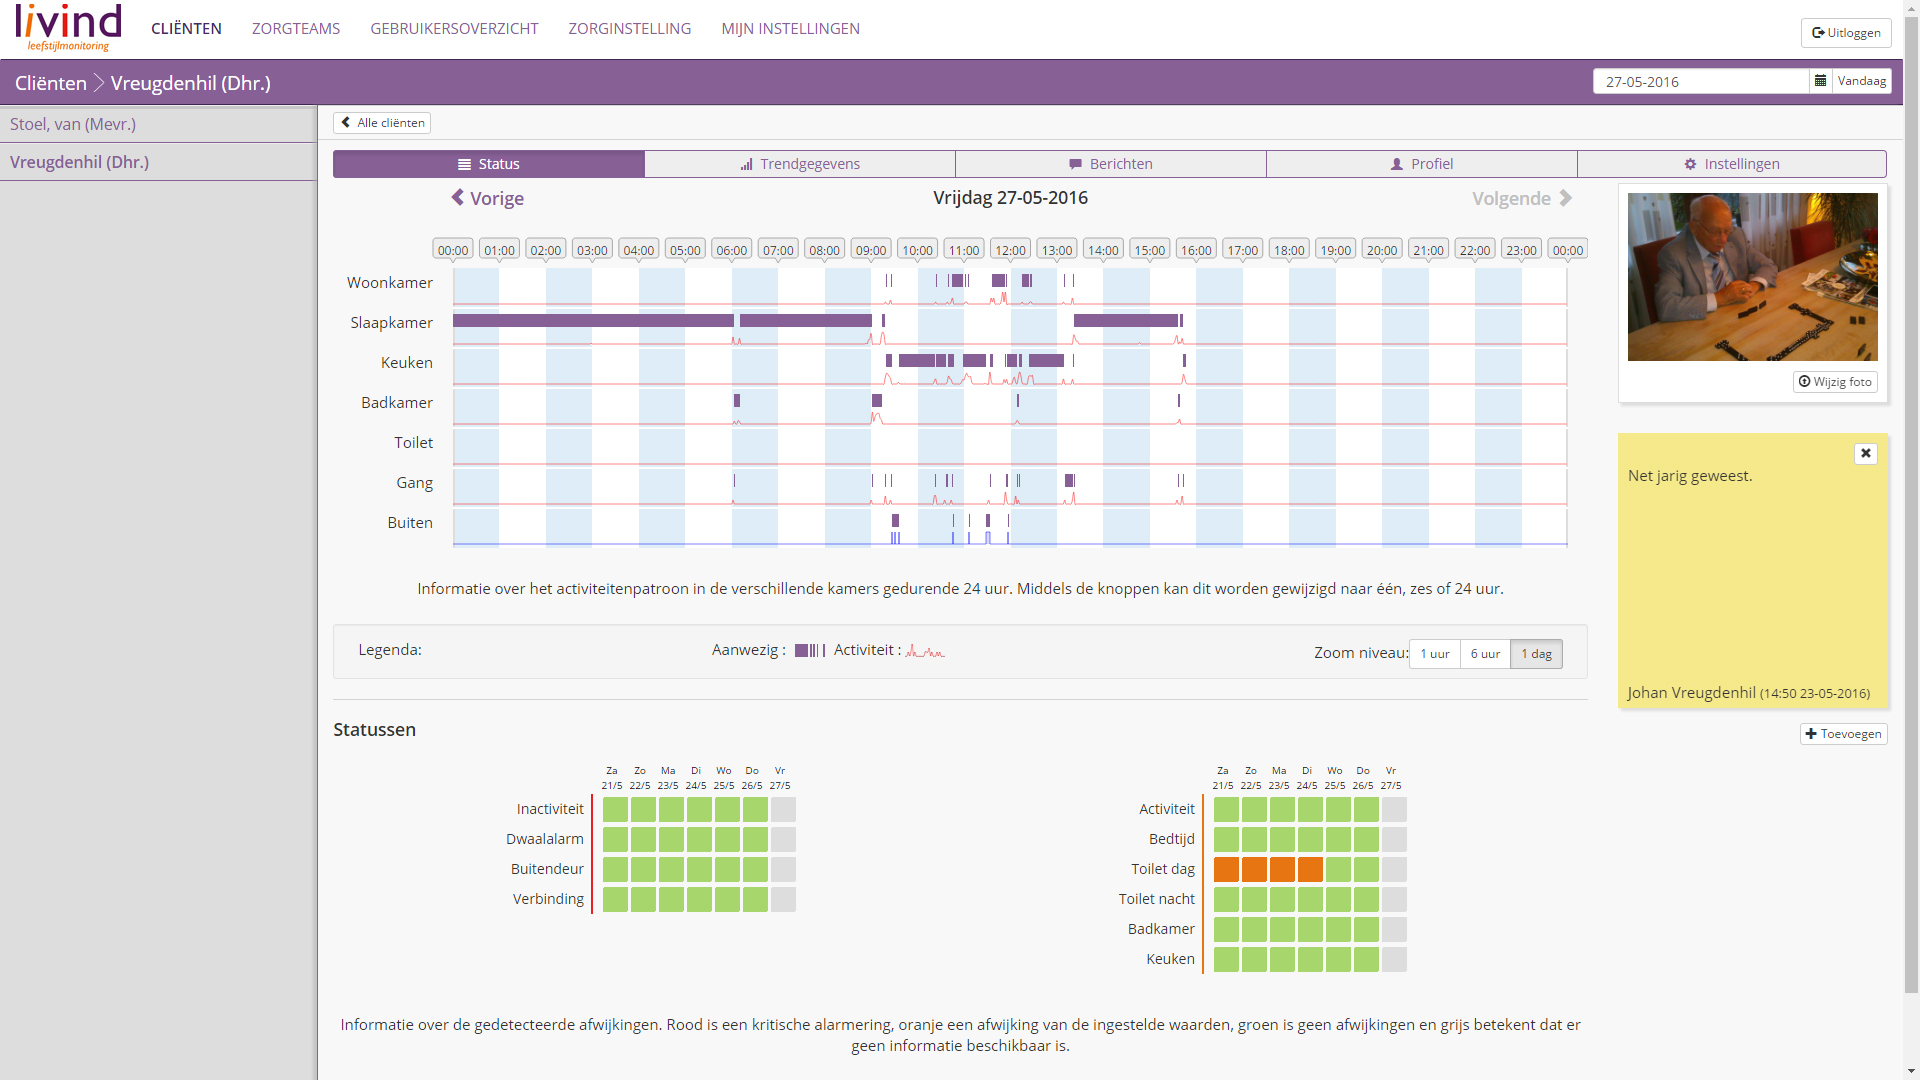 livind
leefstijlmonitoring
CLIËNTEN
ZORGTEAMS
GEBRUIKERSOVERZICHT
ZORGINSTELLING
MIJN INSTELLINGEN
Uitloggen
Cliënten
Vreugdenhil (Dhr.)
27-05-2016
Vandaag
Stoel, van (Mevr.)
Vreugdenhil (Dhr.)
Alle cliënten
Status
Trendgegevens
Berichten
Profiel
Instellingen
Vorige
Vrijdag 27-05-2016
Volgende
00:00 01:00 02:00 03:00 04:00 05:00 06:00 07:00 08:00 09:00 10:00 11:00 12:00 13:00 14:00 15:00 16:00 17:00 18:00 19:00 20:00 21:00 22:00 23:00 00:00
Woonkamer
Slaapkamer
Keuken
Badkamer
Toilet
Gang
Buiten
Informatie over het activiteitenpatroon in de verschillende kamers gedurende 24 uur. Middels de knoppen kan dit worden gewijzigd naar één, zes of 24 uur.
Legenda:
Aanwezig :
Activiteit :
Zoom niveau:
1 uur
6 uur
1 dag
Wijzig foto
Net jarig geweest.
Johan Vreugdenhil (14:50 23-05-2016)
Toevoegen
Statussen
Za Zo Ma Di Wo Do Vr
21/5 22/5 23/5 24/5 25/5 26/5 27/5
Inactiviteit
Dwaalalarm
Buitendeur
Verbinding
Za Zo Ma Di Wo Do Vr
21/5 22/5 23/5 24/5 25/5 26/5 27/5
Activiteit
Bedtijd
Toilet dag
Toilet nacht
Badkamer
Keuken
Informatie over de gedetecteerde afwijkingen. Rood is een kritische alarmering, oranje een afwijking van de ingestelde waarden, groen is geen afwijkingen en grijs betekent dat er
geen informatie beschikbaar is.